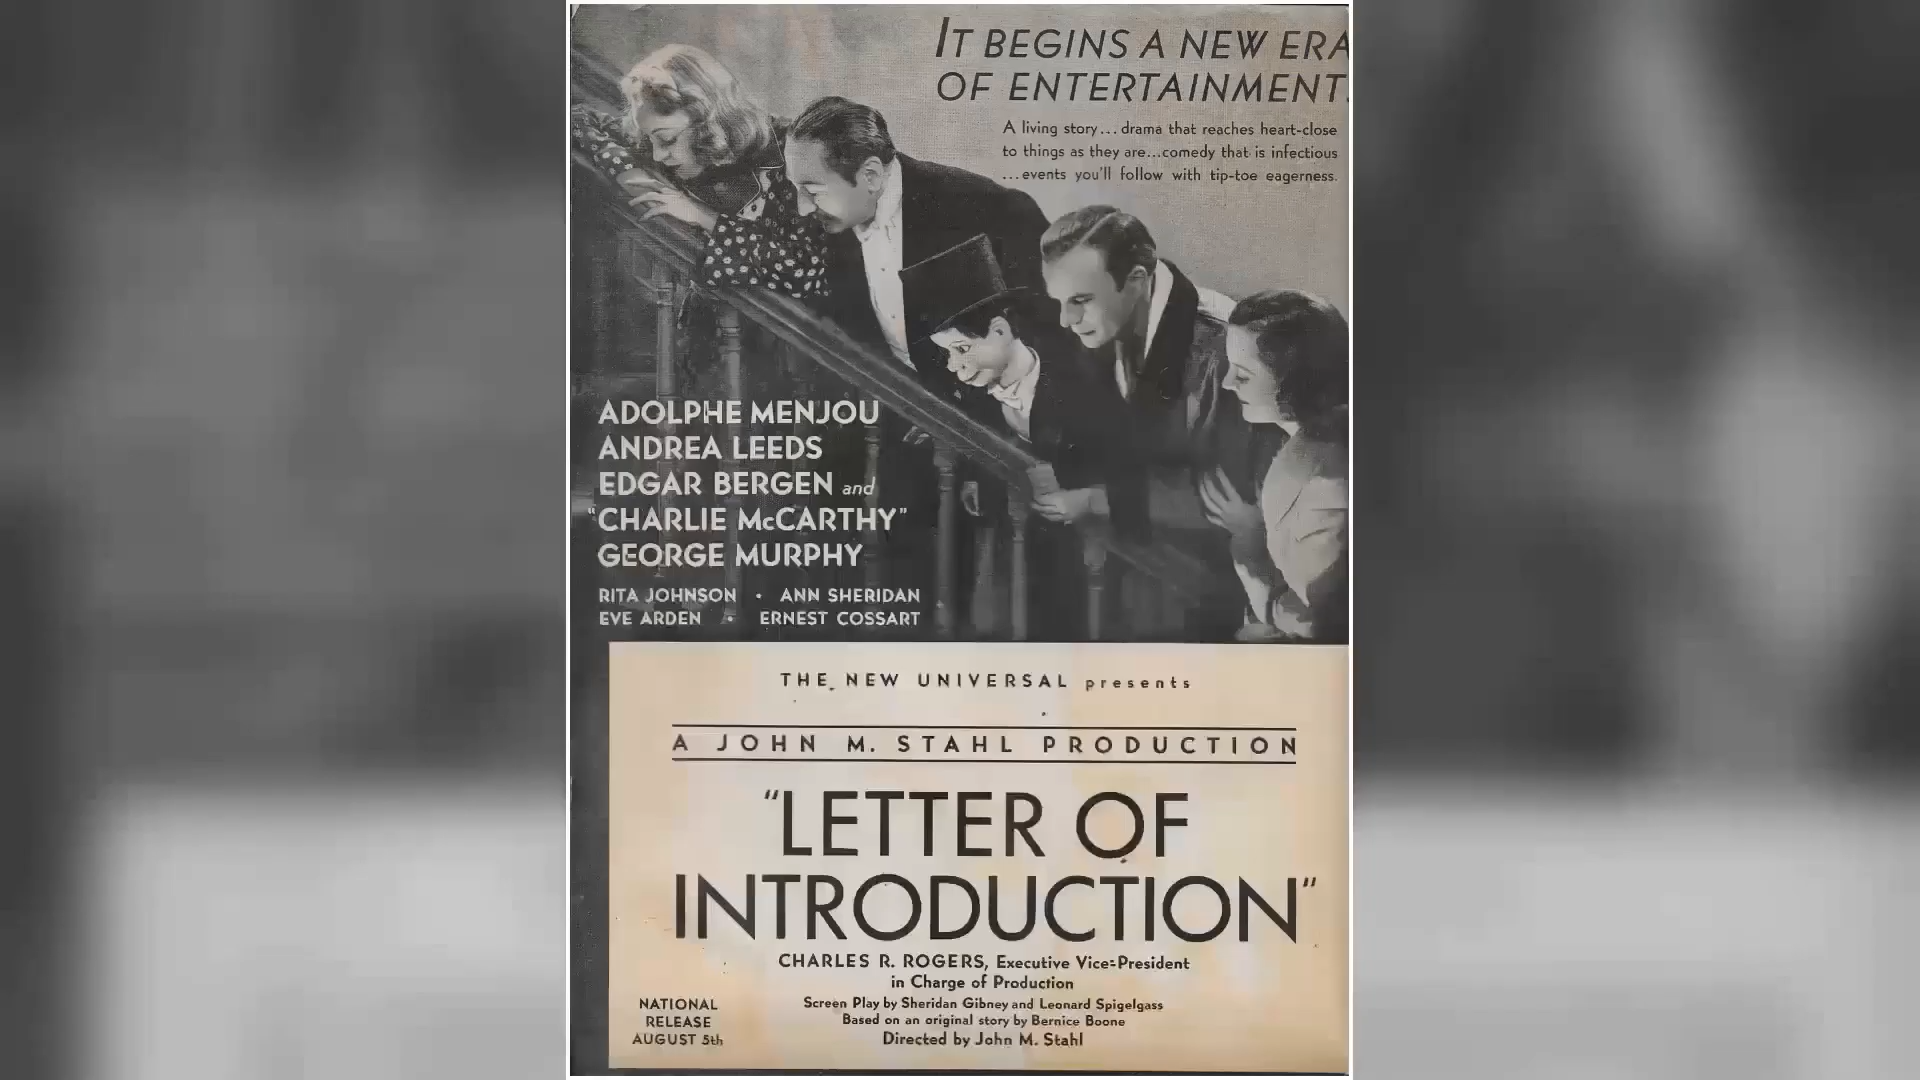 IT BEGINS A NEW ERA
OF ENTERTAINMENT
A living story...drama that reaches heart-close
to things as they are...comedy that is infectious
...events you'll follow with tip-toe eagerness.
ADOLPHE MENJOU
ANDREA LEEDS
EDGAR BERGEN and
"CHARLIE McCARTHY"
GEORGE MURPHY
RITA JOHNSON • ANN SHERIDAN
EVE ARDEN • ERNEST COSSART
THE NEW UNIVERSAL presents
A JOHN M. STAHL PRODUCTION
"LETTER OF
INTRODUCTION"
CHARLES R. ROGERS, Executive Vice-President
in Charge of Production
Screen Play by Sheridan Gibney and Leonard Spigelgass
Based on an original story by Bernice Boone
Directed by John M. Stahl
NATIONAL
RELEASE
AUGUST 5th